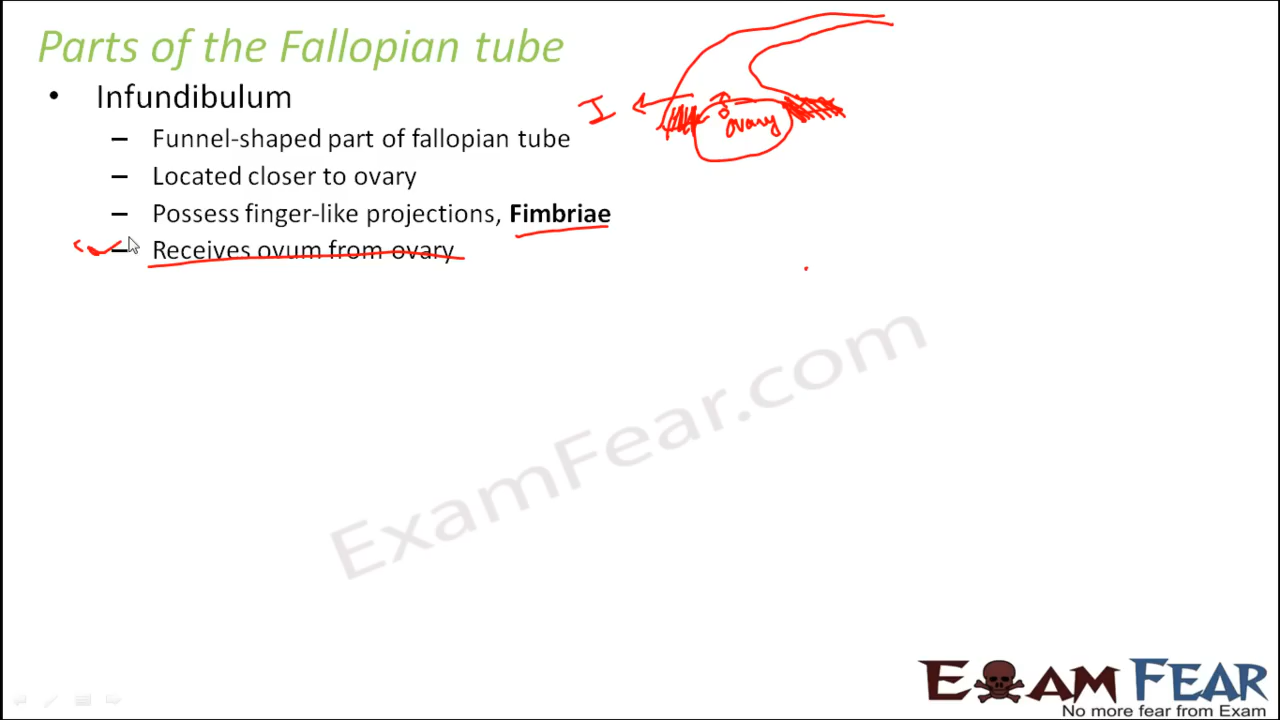 Parts of the Fallopian tube
• Infundibulum
– Funnel-shaped part of fallopian tube
– Located closer to ovary
– Possess finger-like projections, Fimbriae
– Receives ovum from ovary
I
ovary
ExamFear.com
EXAM FEAR
No more fear from Exam